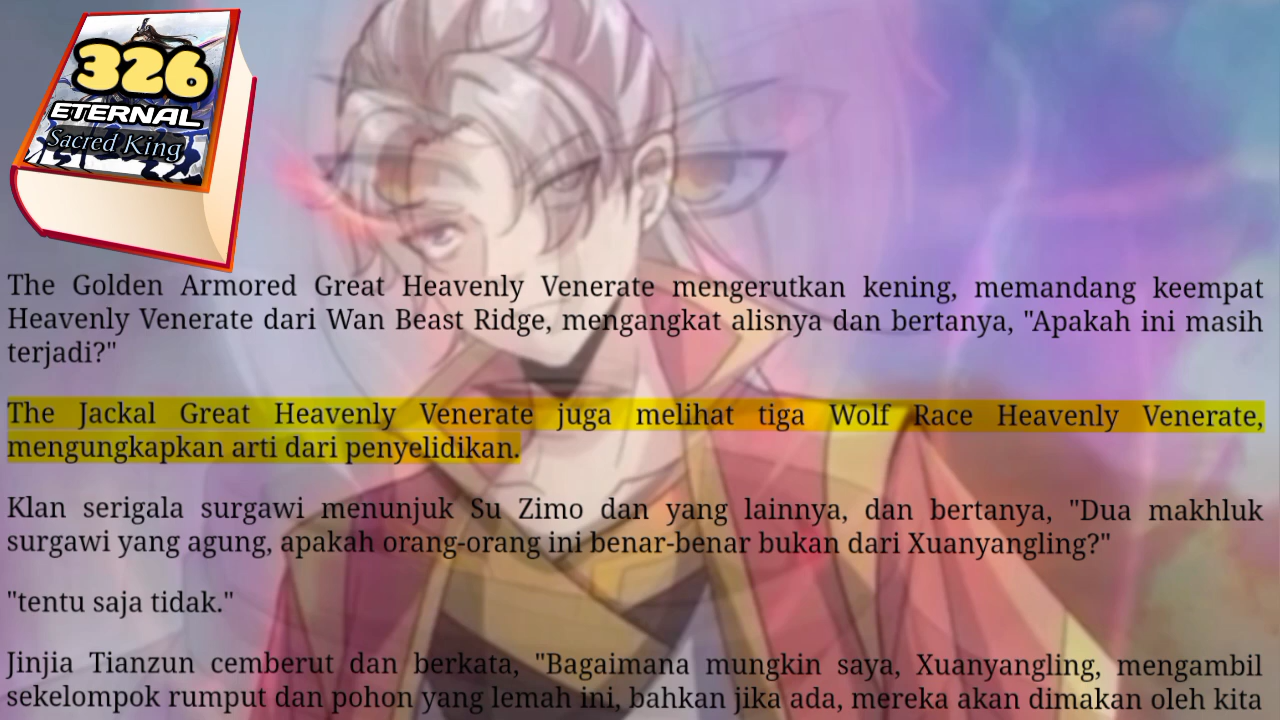 326
ETERNAL
Sacred King
The Golden Armored Great Heavenly Venerate mengerutkan kening, memandang keempat
Heavenly Venerate dari Wan Beast Ridge, mengangkat alisnya dan bertanya, "Apakah ini masih
terjadi?"
The Jackal Great Heavenly Venerate juga melihat tiga Wolf Race Heavenly Venerate,
mengungkapkan arti dari penyelidikan.
Klan serigala surgawi menunjuk Su Zimo dan yang lainnya, dan bertanya, "Dua makhluk
surgawi yang agung, apakah orang-orang ini benar-benar bukan dari Xuanyangling?"
"tentu saja tidak."
Jinjia Tianzun cemberut dan berkata, "Bagaimana mungkin saya, Xuanyangling, mengambil
sekelompok rumput dan pohon yang lemah ini, bahkan jika ada, mereka akan dimakan oleh kita